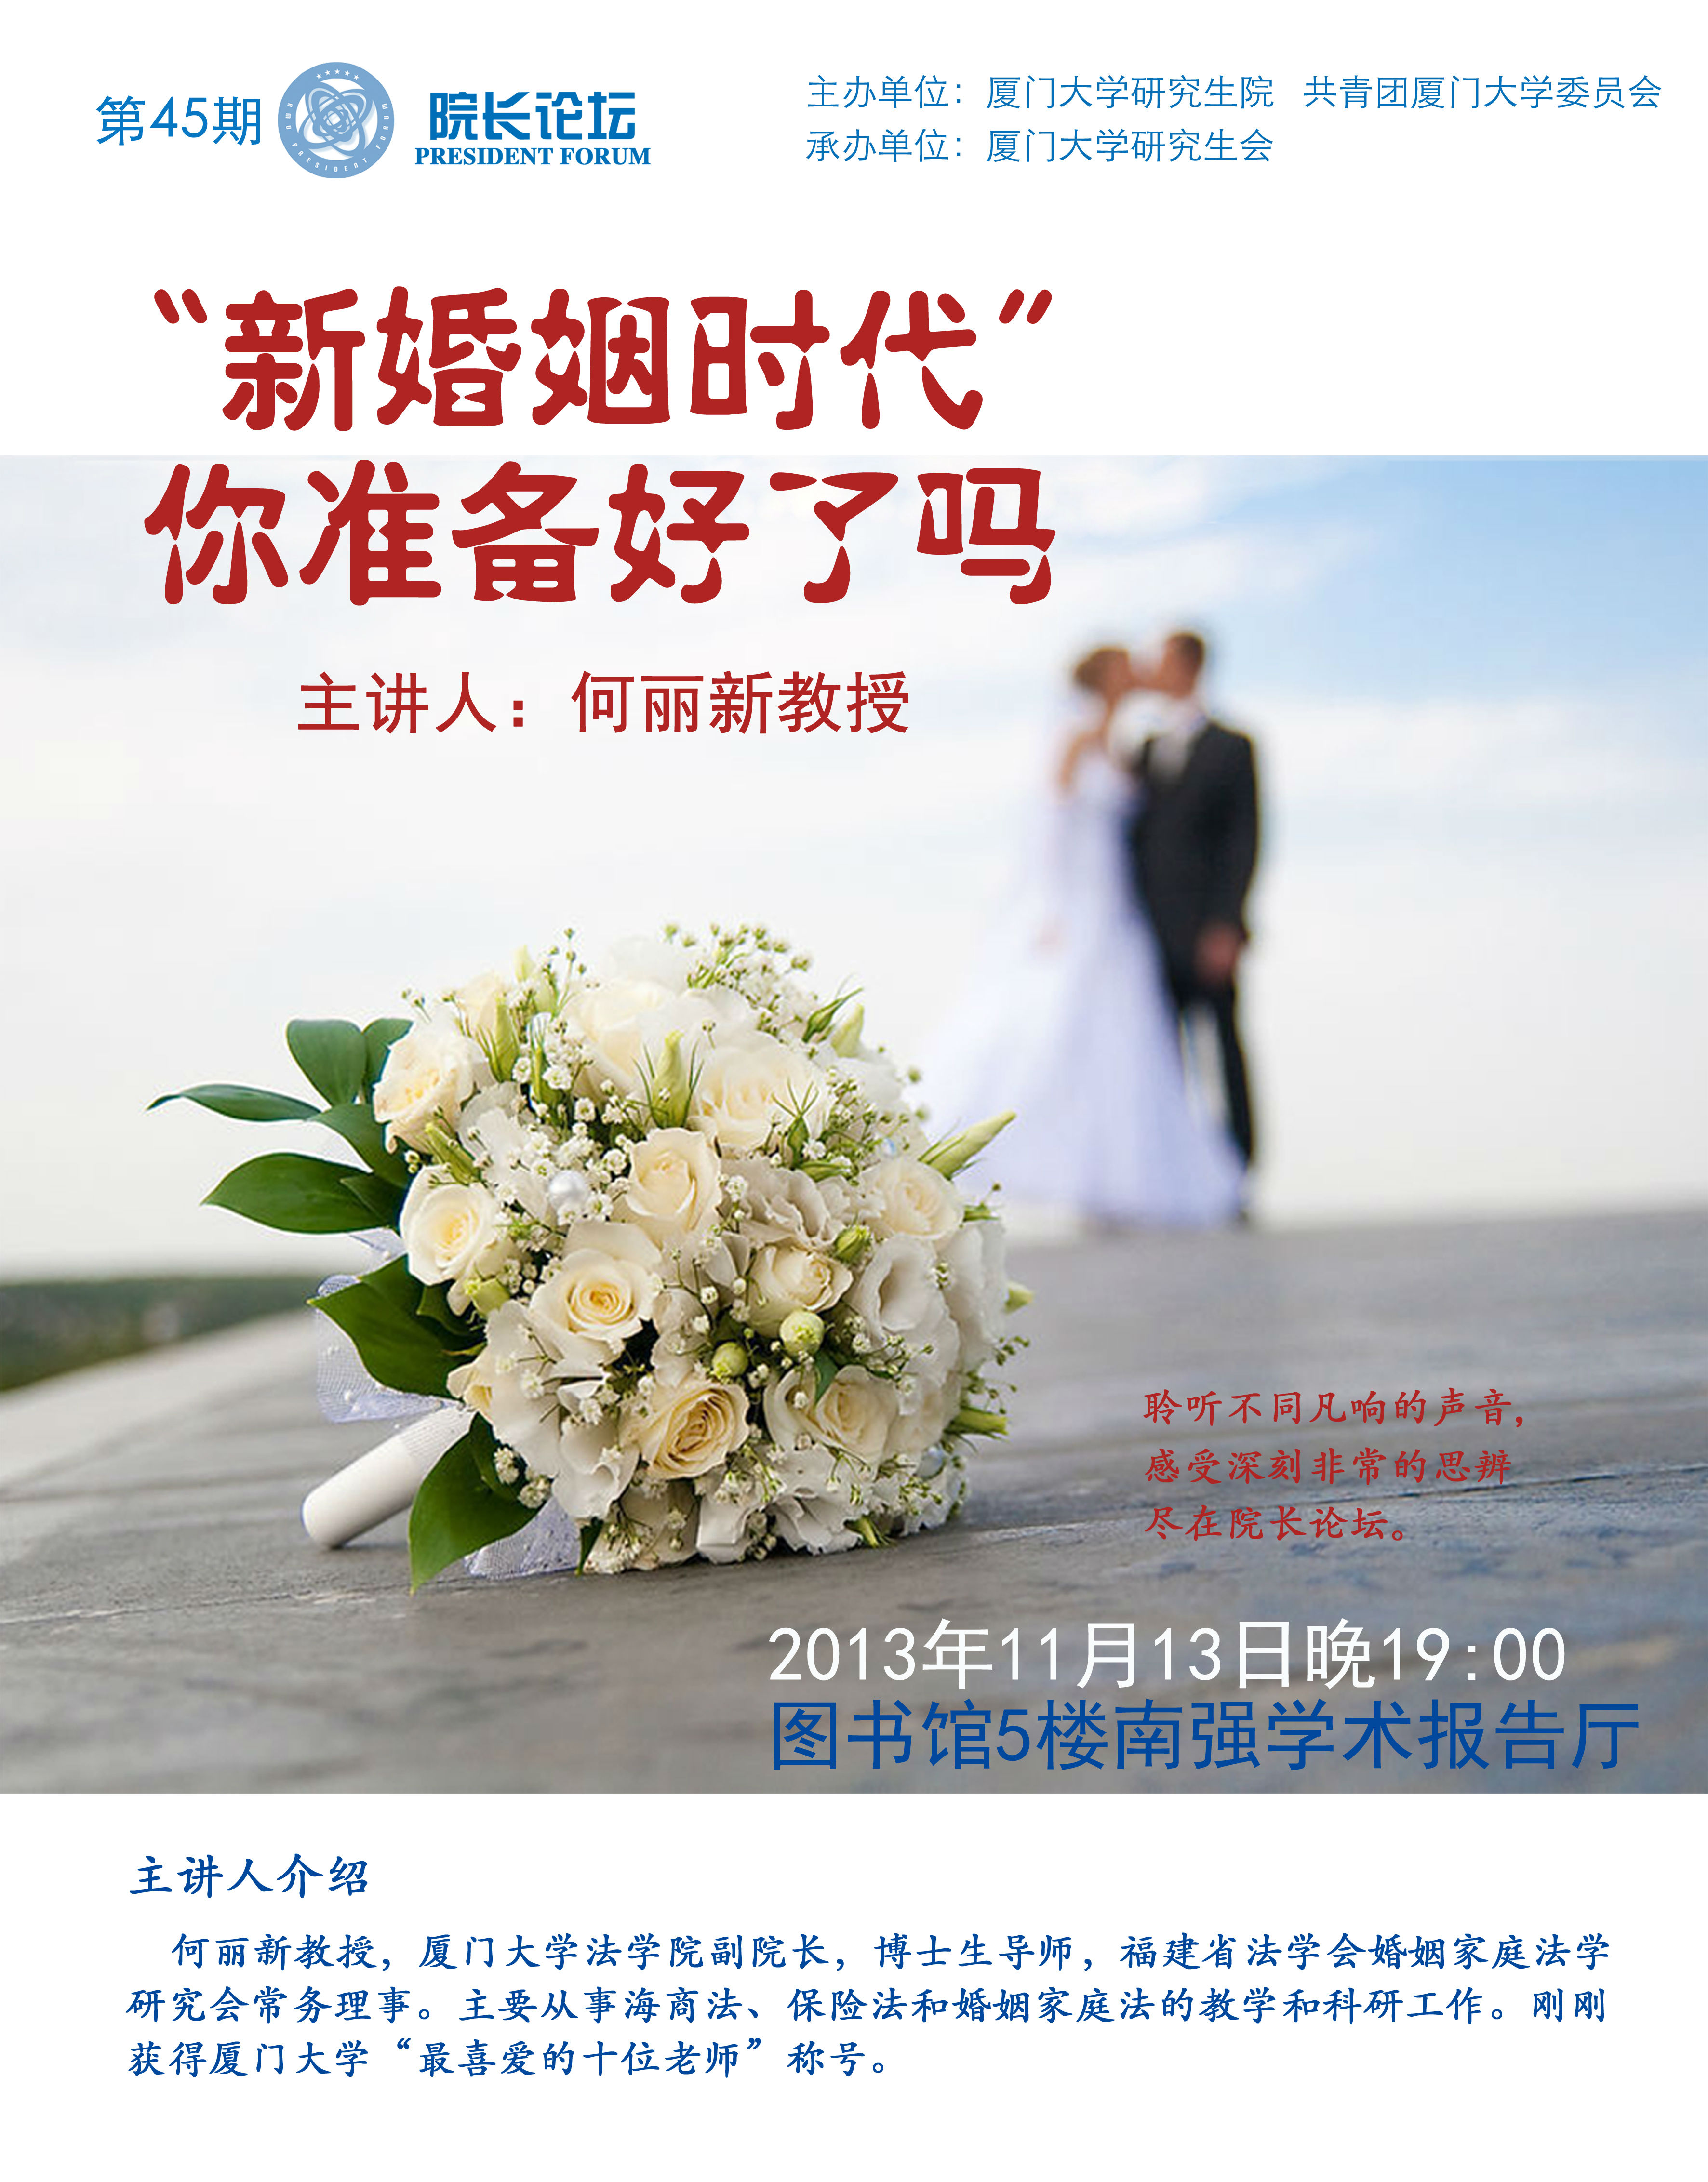 第45期
院长论坛
PRESIDENT FORUM
主办单位：厦门大学研究生院 共青团厦门大学委员会
承办单位：厦门大学研究生会
“新婚姻时代”
你准备好了吗
主讲人：何丽新教授
聆听不同凡响的声音，
感受深刻非常的思辨
尽在院长论坛。
2013年11月13日晚19:00
图书馆5楼南强学术报告厅
主讲人介绍
何丽新教授，厦门大学法学院副院长，博士生导师，福建省法学会婚姻家庭法学
研究会常务理事。主要从事海商法、保险法和婚姻家庭法的教学和科研工作。刚刚
获得厦门大学“最喜爱的十位老师”称号。